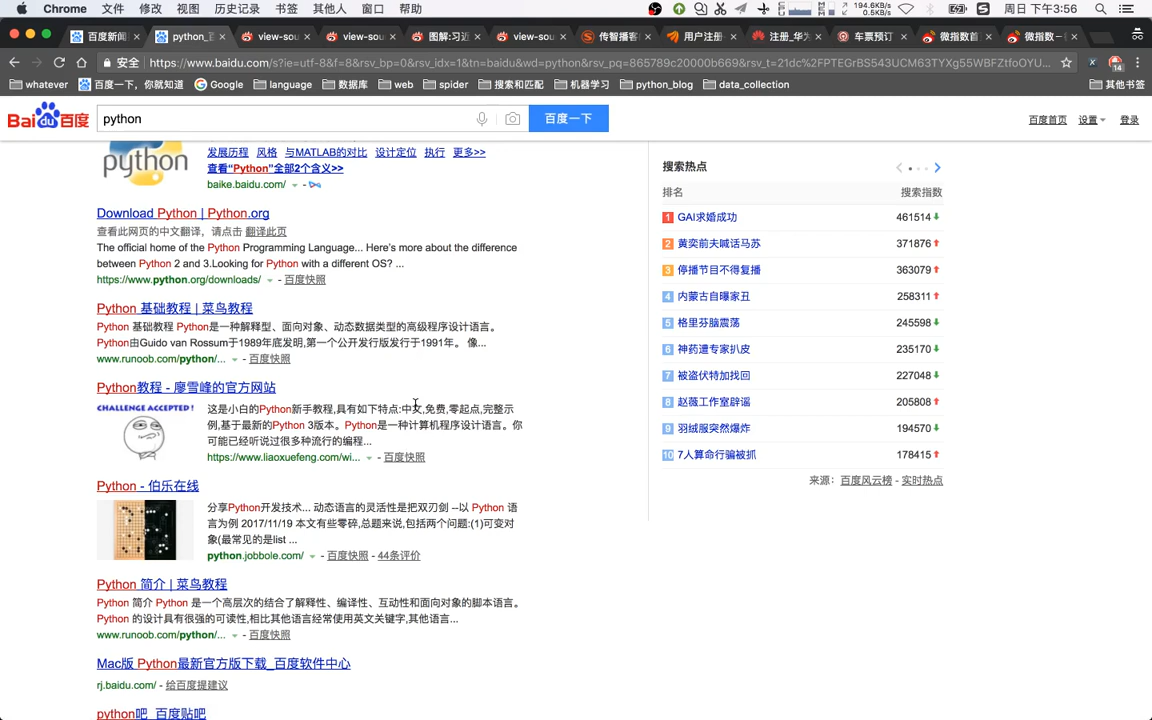 Chrome 文件 修改 视图 历史记录 书签 其他人 窗口 帮助 194.6KB/s 0.5KB/s 周日 下午3:56
百度新闻 python_百 view-sou view-sou 图解:习近 view-sou 传智播客 用户注册 注册_华为 车票预订 微指数首 微指数 –
安全 https://www.baidu.com/s?ie=utf-8&f=8&rsv_bp=0&rsv_idx=1&tn=baidu&wd=python&rsv_pq=865789c20000b669&rsv_t=21dc%2FPTEGrBS543UCM63TYXg55WBFZtfoOYU...
whatever 百度一下，你就知道 Google language 数据库 web spider 搜索和匹配 机器学习 python_blog data_collection 其他书签
Bai du 百度 python 百度一下 百度首页 设置 登录
python
发展历程 风格 与MATLAB的对比 设计定位 执行 更多>>
查看“Python”全部2个含义>>
baike.baidu.com/
Download Python | Python.org
查看此网页的中文翻译，请点击 翻译此页
The official home of the Python Programming Language... Here's more about the difference
between Python 2 and 3.Looking for Python with a different OS? ...
https://www.python.org/downloads/ - 百度快照
Python 基础教程 | 菜鸟教程
Python 基础教程 Python是一种解释型、面向对象、动态数据类型的高级程序设计语言。
Python由Guido van Rossum于1989年底发明,第一个公开发行版发行于1991年。 像...
www.runoob.com/python/... - 百度快照
Python教程 - 廖雪峰的官方网站
CHALLENGE ACCEPTED!
这是小白的Python新手教程,具有如下特点:中文,免费,零起点,完整示
例,基于最新的Python 3版本。Python是一种计算机程序设计语言。你
可能已经听说过很多种流行的编程...
https://www.liaoxuefeng.com/wi... - 百度快照
Python - 伯乐在线
分享Python开发技术... 动态语言的灵活性是把双刃剑 --以 Python 语
言为例 2017/11/19 本文有些零碎,总题来说,包括两个问题:(1)可变对
象(最常见的是list ...
python.jobbole.com/ - 百度快照 - 44条评价
Python 简介 | 菜鸟教程
Python 简介 Python 是一个高层次的结合了解释性、编译性、互动性和面向对象的脚本语言。
Python 的设计具有很强的可读性,相比其他语言经常使用英文关键字,其他语言...
www.runoob.com/python/... - 百度快照
Mac版 Python最新官方版下载_百度软件中心
rj.baidu.com/ - 给百度提建议
python吧_百度贴吧
搜索热点
排名 搜索指数
1 GAI求婚成功 461514
2 黄奕前夫喊话马苏 371876
3 停播节目不得复播 363079
4 内蒙古自曝家丑 258311
5 格里芬脑震荡 245598
6 神药遭专家扒皮 235170
7 被盗伏特加找回 227048
8 赵薇工作室辟谣 205808
9 羽绒服突然爆炸 194570
10 7人算命行骗被抓 178415
来源：百度风云榜 - 实时热点